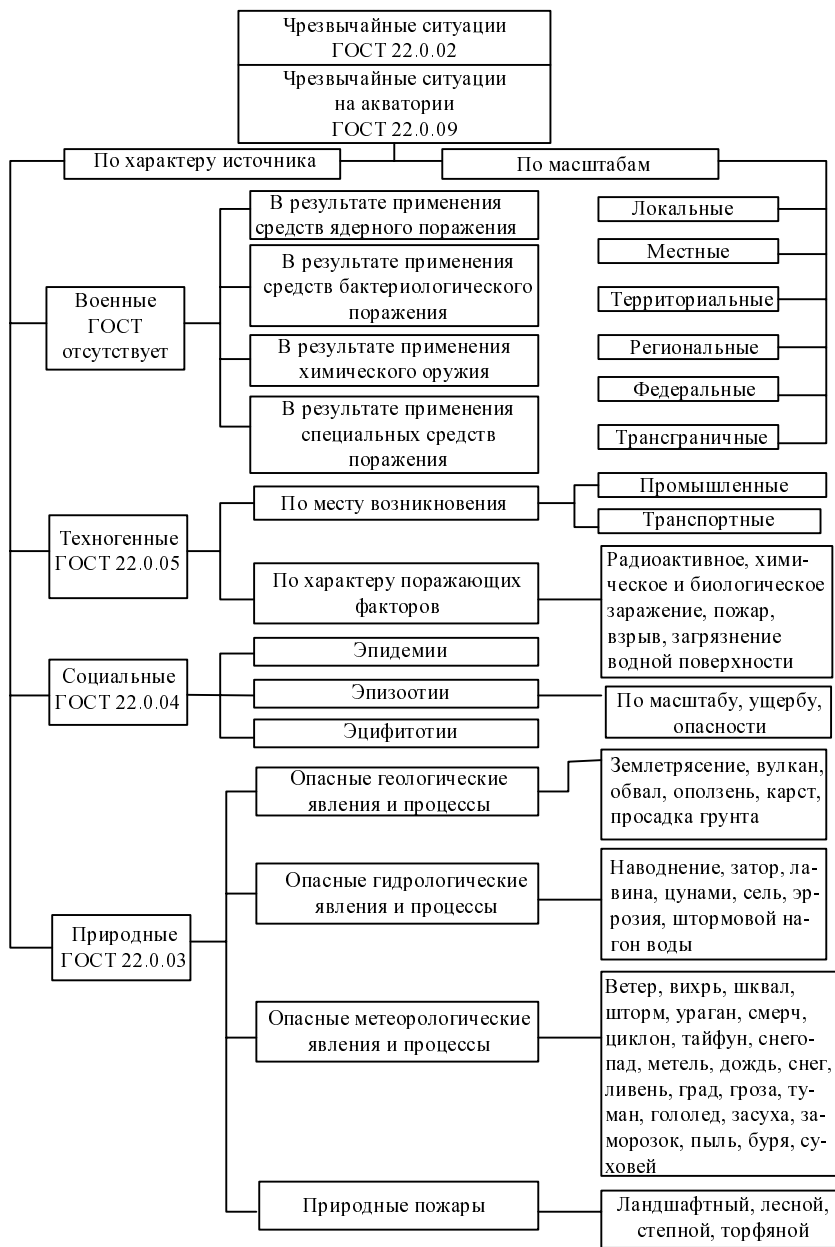 Чрезвычайные ситуации
ГОСТ 22.0.02
Чрезвычайные ситуации
на акватории
ГОСТ 22.0.09
По характеру источника
По масштабам
В результате применения
средств ядерного поражения
В результате применения
средств бактериологического
поражения
Военные
ГОСТ
отсутствует
В результате применения
химического оружия
В результате применения
специальных средств
поражения
Локальные
Местные
Территориальные
Региональные
Федеральные
Трансграничные
Техногенные
ГОСТ 22.0.05
По месту возникновения
Промышленные
Транспортные
По характеру поражающих
факторов
Радиоактивное, хими-
ческое и биологическое
заражение, пожар,
взрыв, загрязнение
водной поверхности
Социальные
ГОСТ 22.0.04
Эпидемии
Эпизоотии
Эцифитотии
По масштабу, ущербу,
опасности
Природные
ГОСТ 22.0.03
Опасные геологические
явления и процессы
Землетрясение, вулкан,
обвал, оползень, карст,
просадка грунта
Опасные гидрологические
явления и процессы
Наводнение, затор, ла-
вина, цунами, сель, эр-
розия, штормовой на-
гон воды
Опасные метеорологические
явления и процессы
Ветер, вихрь, шквал,
шторм, ураган, смерч,
циклон, тайфун, снего-
пад, метель, дождь, снег,
ливень, град, гроза, ту-
ман, гололед, засуха, за-
морозок, пыль, буря, су-
ховей
Природные пожары
Ландшафтный, лесной,
степной, торфяной